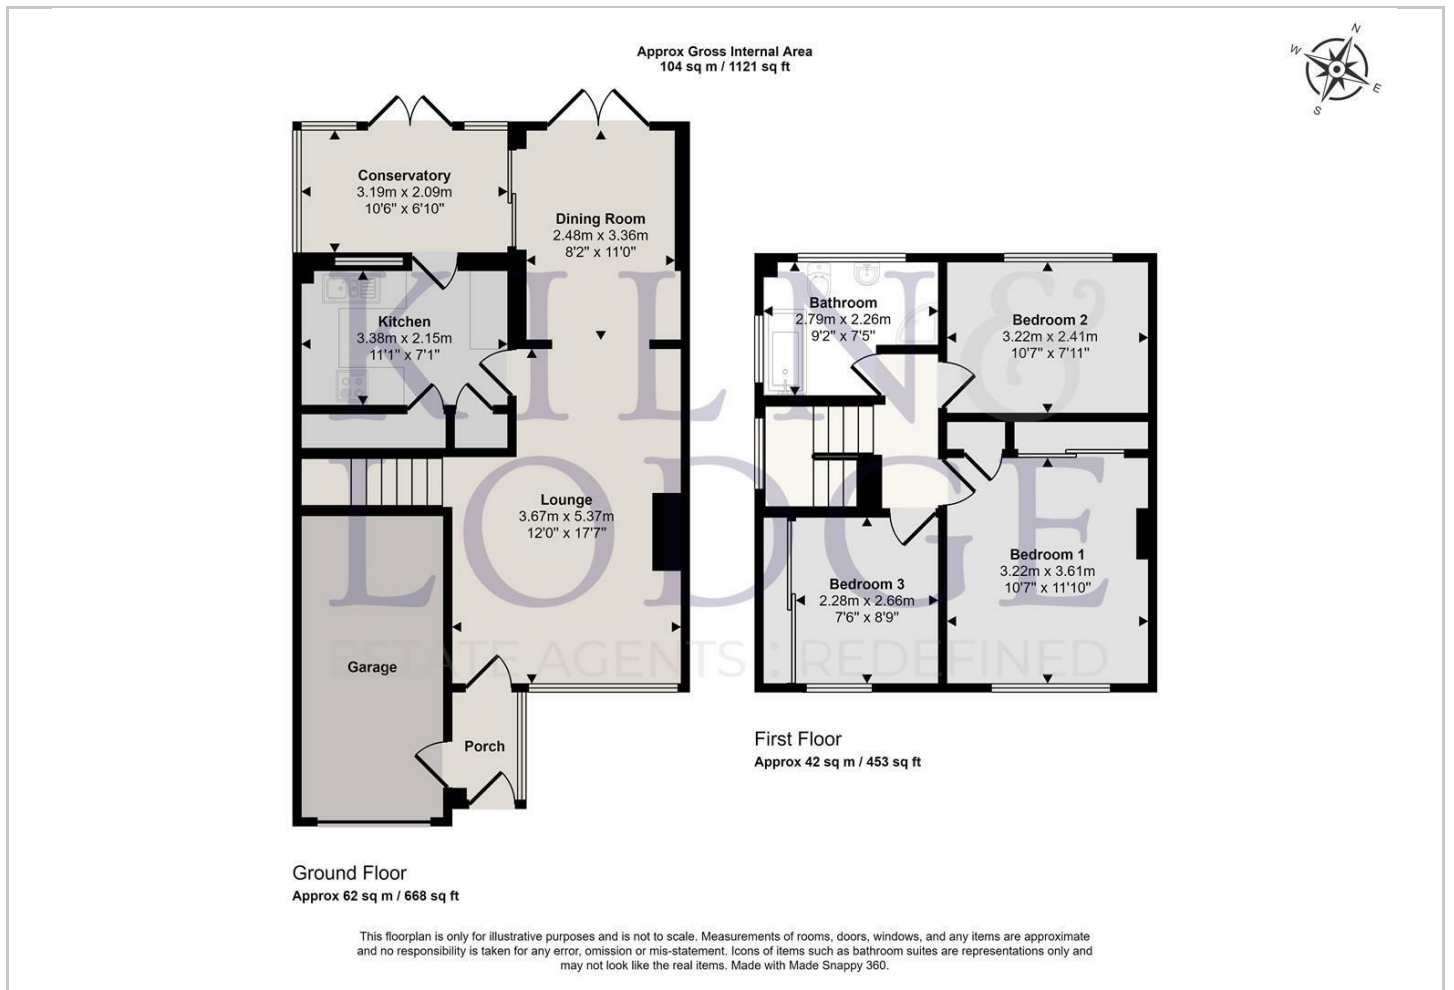 Approx Gross Internal Area
104 sq m / 1121 sq ft
N
W
E
S
Conservatory
3.19m x 2.09m
10'6" x 6'10"
Dining Room
2.48m x 3.36m
8'2" x 11'0"
Kitchen
3.38m x 2.15m
11'1" x 7'1"
Lounge
3.67m x 5.37m
12'0" x 17'7"
Garage
Porch
Ground Floor
Approx 62 sq m / 668 sq ft
Bathroom
2.79m x 2.26m
9'2" x 7'5"
Bedroom 2
3.22m x 2.41m
10'7" x 7'11"
Bedroom 1
3.22m x 3.61m
10'7" x 11'10"
Bedroom 3
2.28m x 2.66m
7'6" x 8'9"
First Floor
Approx 42 sq m / 453 sq ft
KILN &
LODGE
ESTATE AGENTS : REDEFINED
This floorplan is only for illustrative purposes and is not to scale. Measurements of rooms, doors, windows, and any items are approximate
and no responsibility is taken for any error, omission or mis-statement. Icons of items such as bathroom suites are representations only and
may not look like the real items. Made with Made Snappy 360.